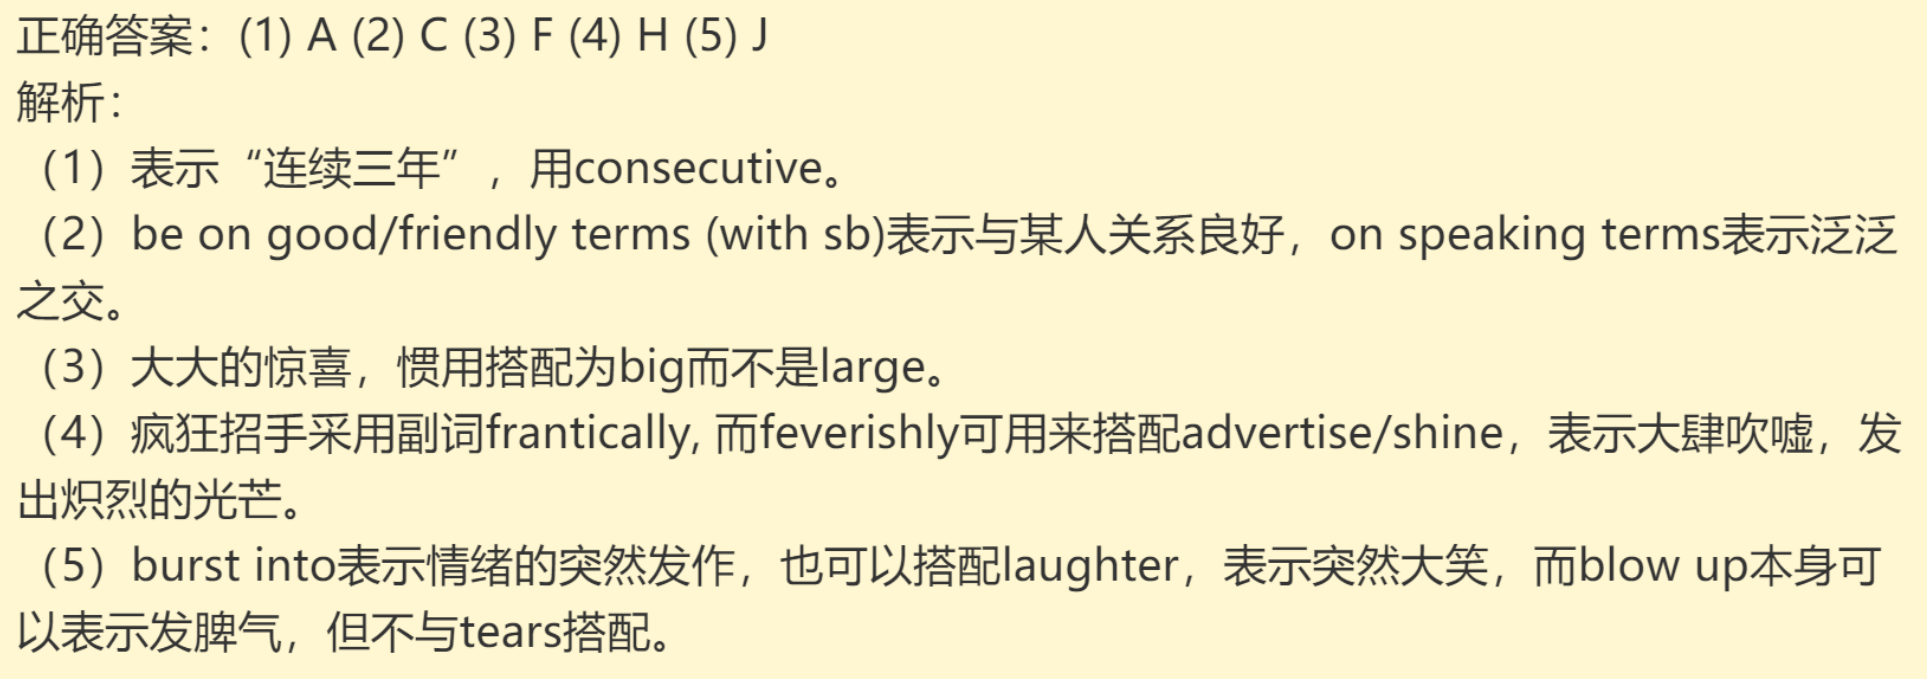 正确答案：(1) A (2) C (3) F (4) H (5) J
解析：
（1）表示“连续三年”，用consecutive。
（2）be on good/friendly terms (with sb)表示与某人关系良好，on speaking terms表示泛泛
之交。
（3）大大的惊喜，惯用搭配为big而不是large。
（4）疯狂招手采用副词frantically, 而feverishly可用来搭配advertise/shine，表示大肆吹嘘，发
出炽烈的光芒。
（5）burst into表示情绪的突然发作，也可以搭配laughter，表示突然大笑，而blow up本身可
以表示发脾气，但不与tears搭配。